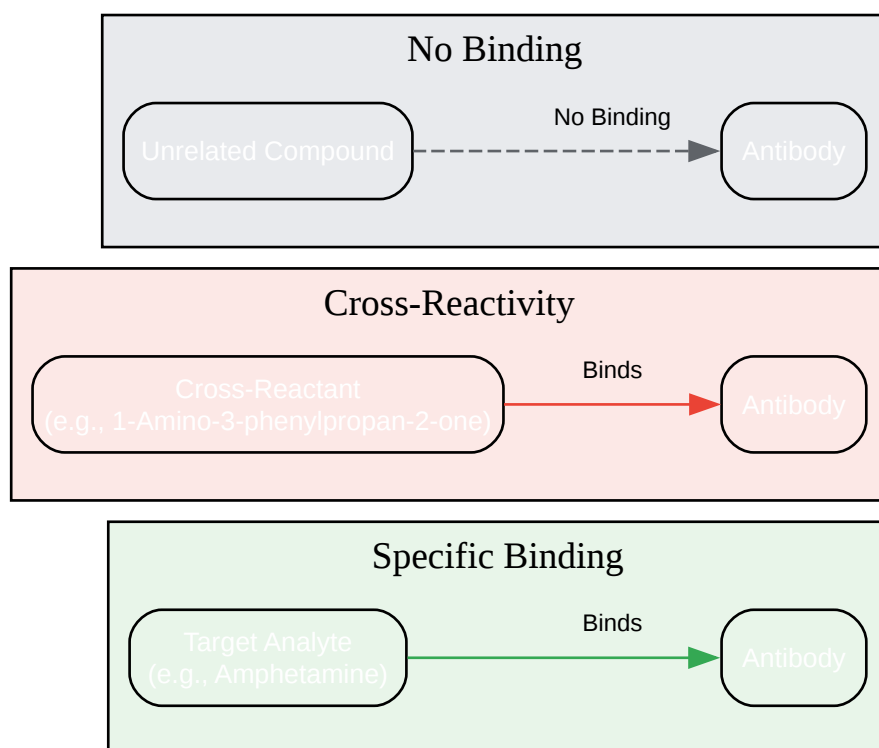 No Binding
No Binding
Unrelated Compound
Antibody
Cross-Reactivity
Binds
Cross-Reactant
(e.g., 1-Amino-3-phenylpropan-2-one)
Antibody
Specific Binding
Binds
Target Analyte
(e.g., Amphetamine)
Antibody